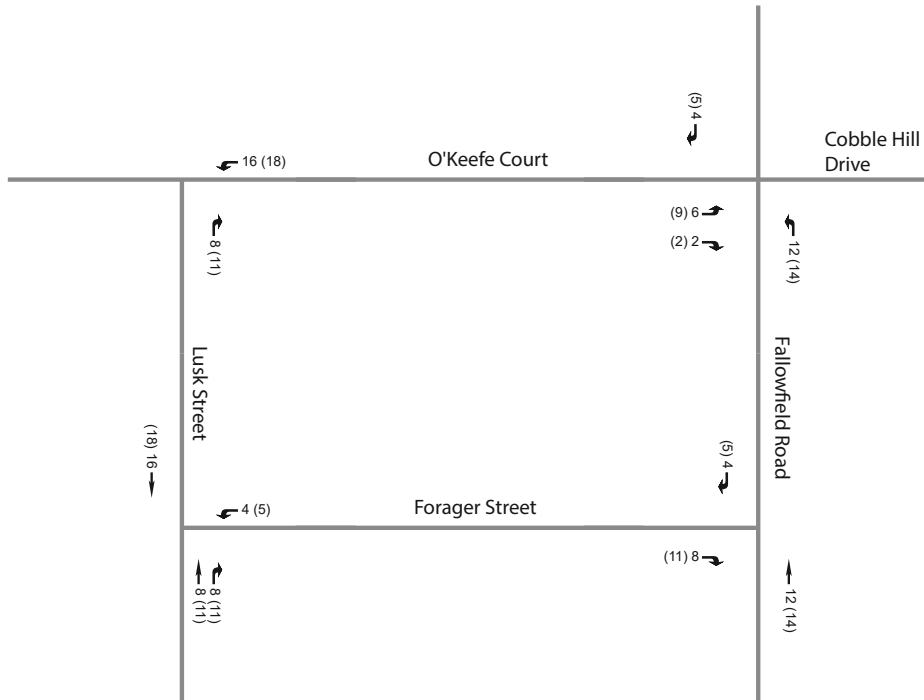 (5) 4
Cobble Hill
Drive
16 (18)
O'Keefe Court
(9) 6
(2) 2
8 (11)
12 (14)
Lusk Street
Fallowfield Road
(18) 16
(5) 4
4 (5)
Forager Street
(11) 8
8 (11)
8 (11)
12 (14)